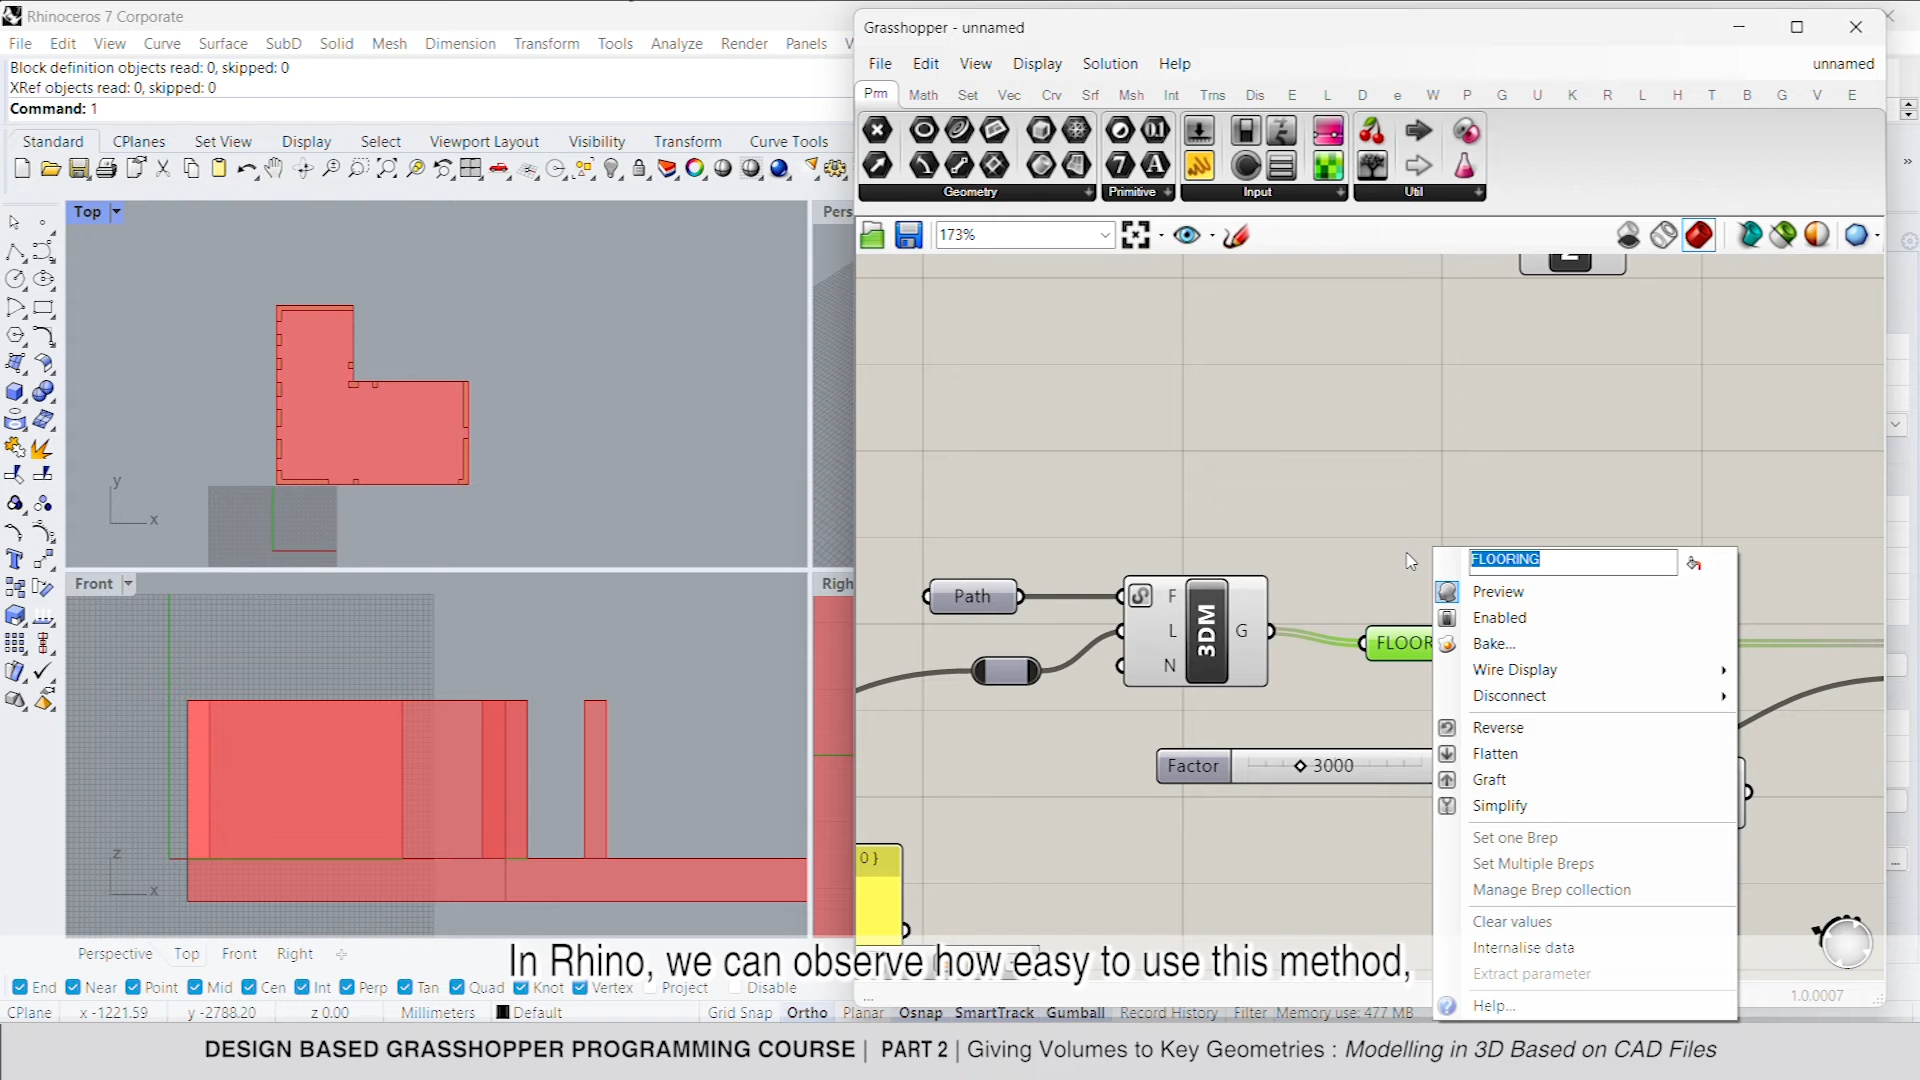 Rhinoceros 7 Corporate
File Edit View Curve Surface SubD Solid Mesh Dimension Transform Tools Analyze Render Panels V
Block definition objects read: 0, skipped: 0
XRef objects read: 0, skipped: 0
Command: 1
Standard CPlanes Set View Display Select Viewport Layout Visibility Transform Curve Tools
Top
Pers
y
x
Front
Righ
z
x
Perspective Top Front Right
End Near Point Mid Cen Int Perp Tan Quad Knot Vertex Project Disable
CPlane x -1221.59 y -2788.20 z 0.00 Millimeters Default Grid Snap Ortho Planar Osnap SmartTrack Gumball Record History Filter Memory use: 477 MB
Grasshopper - unnamed
File Edit View Display Solution Help unnamed
Prm Math Set Vec Crv Srf Msh Int Trns Dis E L D e W P G U K R L H T B G V E
Geometry Primitive Input Util
173%
Path
F
L
N
3DM
G
FLOOR
Factor
3000
0 }
FLOORING
Preview
Enabled
Bake...
Wire Display
Disconnect
Reverse
Flatten
Graft
Simplify
Set one Brep
Set Multiple Breps
Manage Brep collection
Clear values
Internalise data
Extract parameter
Help...
...
1.0.0007
In Rhino, we can observe how easy to use this method,
DESIGN BASED GRASSHOPPER PROGRAMMING COURSE | PART 2 | Giving Volumes to Key Geometries : Modelling in 3D Based on CAD Files